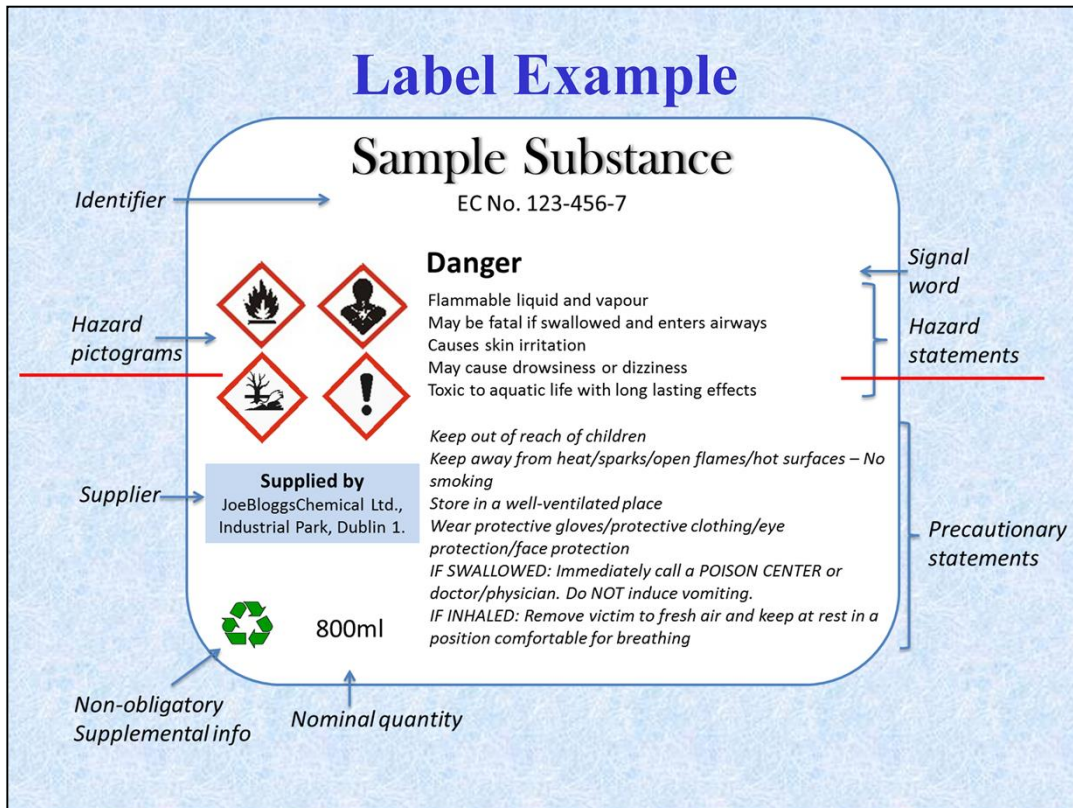 Label Example
Sample Substance
Identifier
EC No. 123-456-7
Danger
Signal
word
Flammable liquid and vapour
May be fatal if swallowed and enters airways
Causes skin irritation
May cause drowsiness or dizziness
Toxic to aquatic life with long lasting effects
Hazard
pictograms
Hazard
statements
Keep out of reach of children
Keep away from heat/sparks/open flames/hot surfaces – No
smoking
Store in a well-ventilated place
Wear protective gloves/protective clothing/eye
protection/face protection
IF SWALLOWED: Immediately call a POISON CENTER or
doctor/physician. Do NOT induce vomiting.
IF INHALED: Remove victim to fresh air and keep at rest in a
position comfortable for breathing
Precautionary
statements
Supplier
Supplied by
JoeBloggsChemical Ltd.,
Industrial Park, Dublin 1.
800ml
Non-obligatory
Supplemental info
Nominal quantity